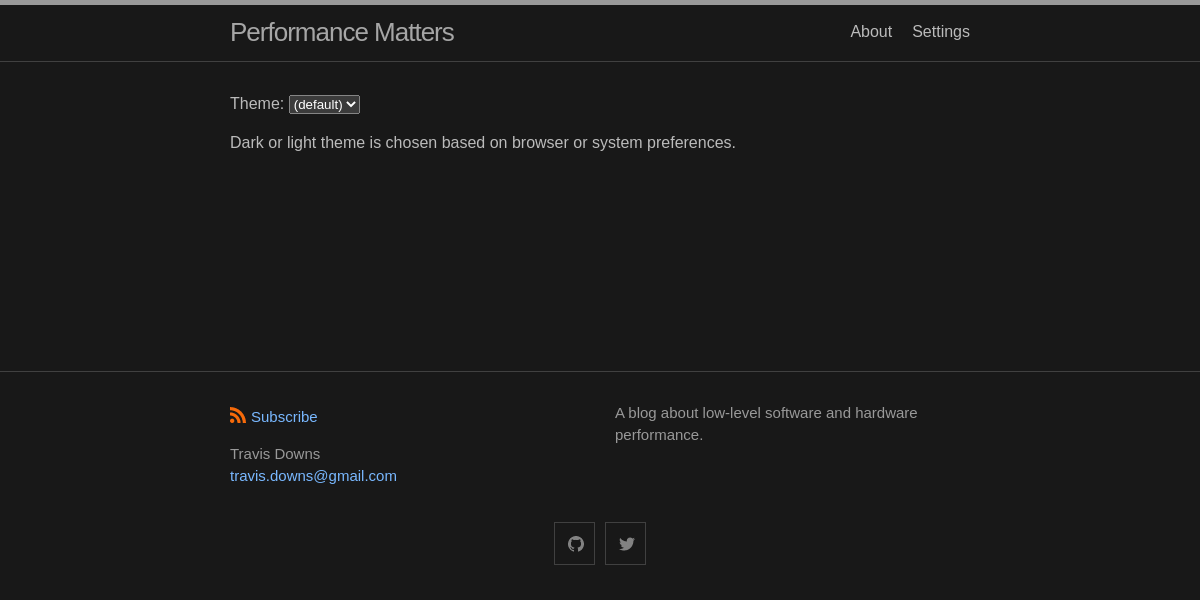 Performance Matters
About Settings
Theme: (default)
Dark or light theme is chosen based on browser or system preferences.
Subscribe
Travis Downs
travis.downs@gmail.com
A blog about low-level software and hardware
performance.